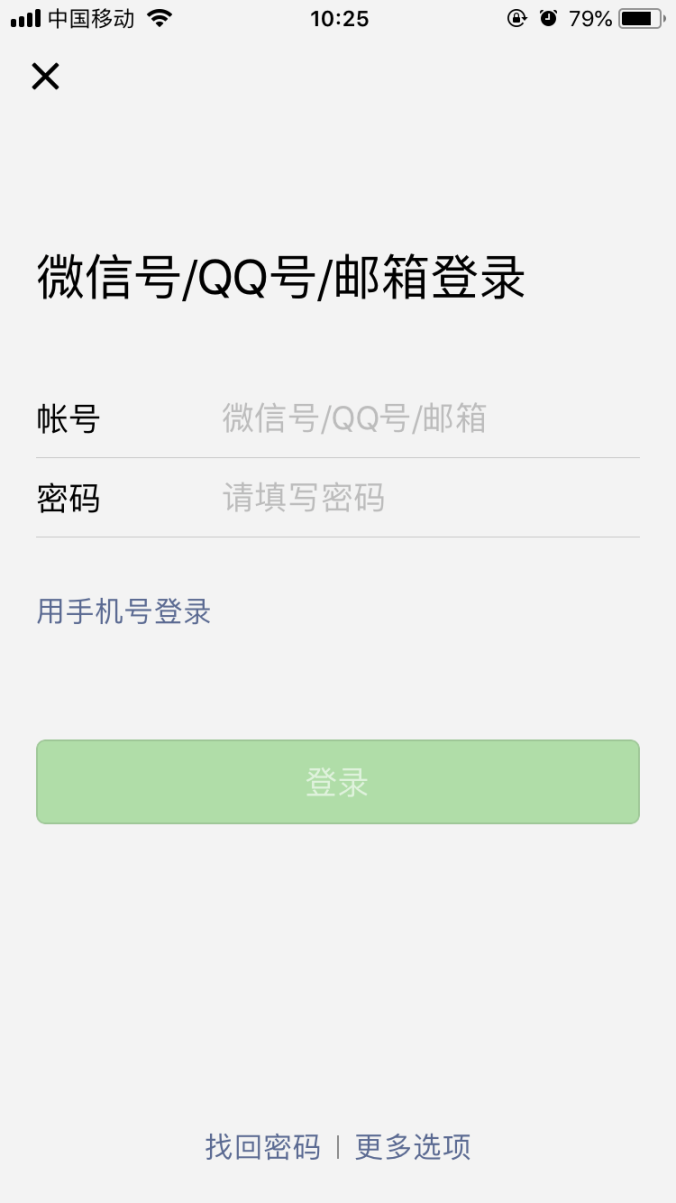 中国移动 10:25 79%
微信号/QQ号/邮箱登录
帐号 微信号/QQ号/邮箱
密码 请填写密码
用手机号登录
登录
找回密码 | 更多选项